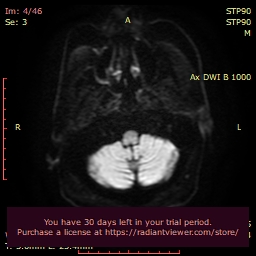 Im: 4/46
STP90
Se: 3
STP90
M
A
Ax DWI B 1000
R
L
You have 30 days left in your trial period.
Purchase a license at https://radiantviewer.com/store/